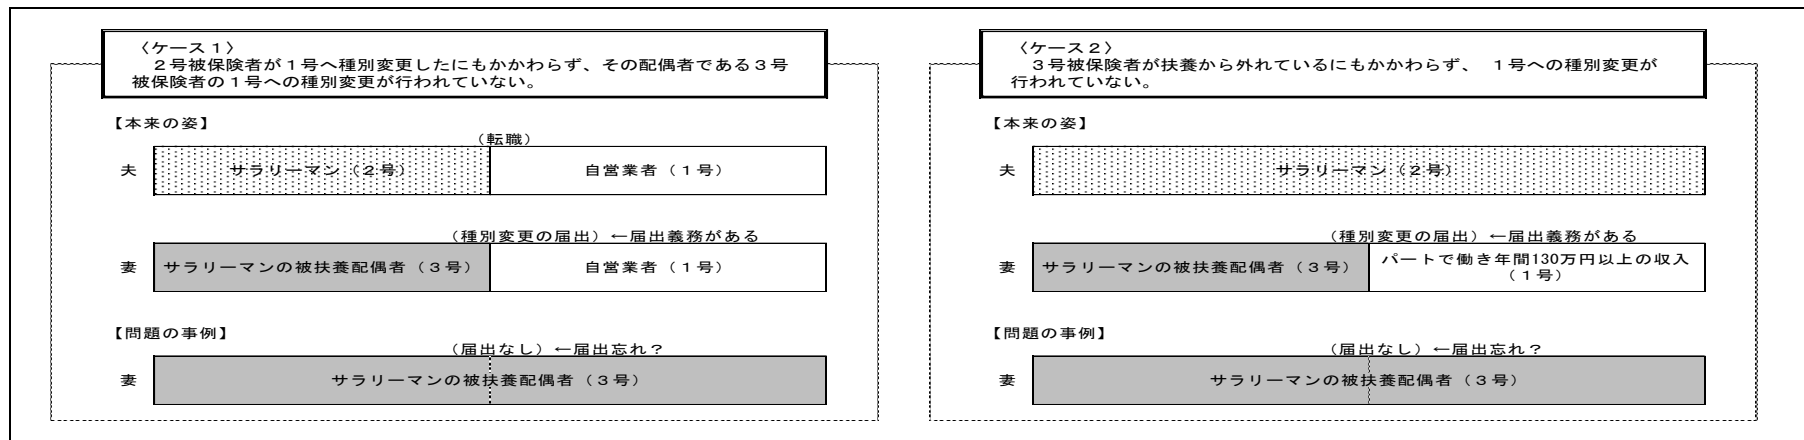 〈ケース１〉
２号被保険者が１号へ種別変更したにもかかわらず、その配偶者である３号
被保険者の１号への種別変更が行われていない。
【本来の姿】
（転職）
夫
サラリーマン（２号）
自営業者（１号）
（種別変更の届出）←届出義務がある
妻
サラリーマンの被扶養配偶者（３号）
自営業者（１号）
【問題の事例】
（届出なし）←届出忘れ？
妻
サラリーマンの被扶養配偶者（３号）
〈ケース２〉
３号被保険者が扶養から外れているにもかかわらず、　１号への種別変更が
行われていない。
【本来の姿】
夫
サラリーマン（２号）
（種別変更の届出）←届出義務がある
妻
サラリーマンの被扶養配偶者（３号）
パートで働き年間130万円以上の収入
（１号）
【問題の事例】
（届出なし）←届出忘れ？
妻
サラリーマンの被扶養配偶者（３号）